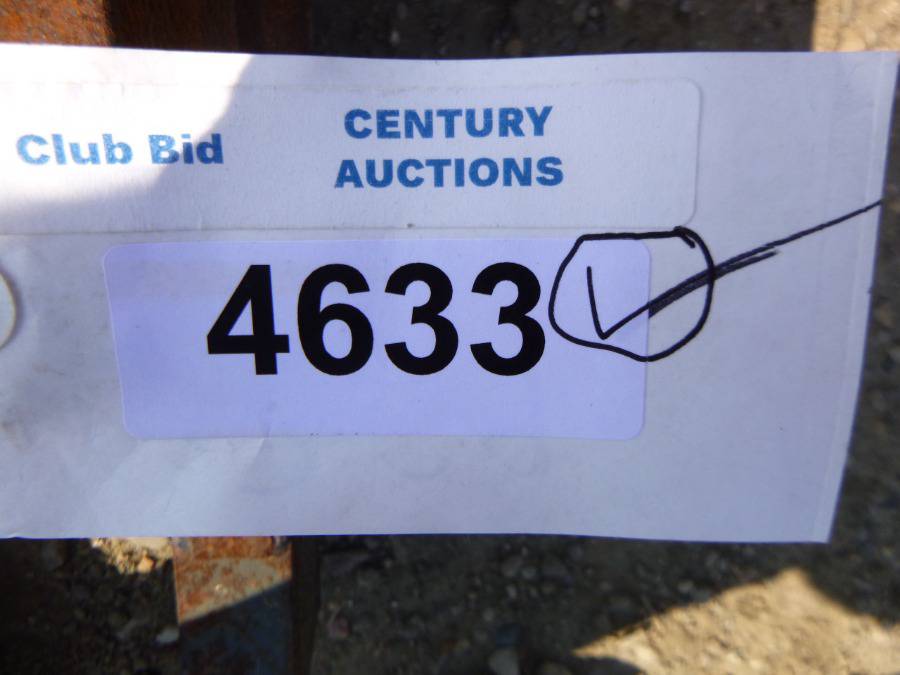 Club Bid
CENTURY
AUCTIONS
4633